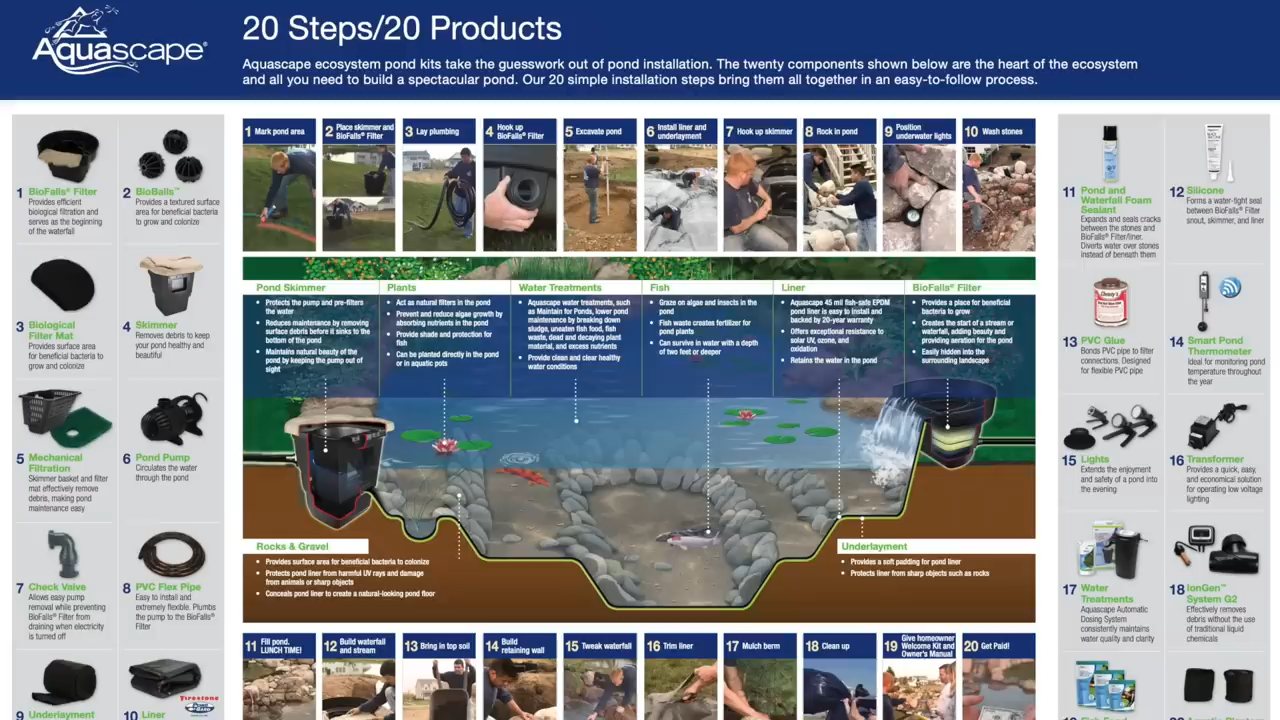 Aquascape®
20 Steps/20 Products
Aquascape ecosystem pond kits take the guesswork out of pond installation. The twenty components shown below are the heart of the ecosystem
and all you need to build a spectacular pond. Our 20 simple installation steps bring them all together in an easy-to-follow process.
1 BioFalls® Filter
Provides efficient
biological filtration and
serves as the beginning
of the waterfall
2 BioBalls™
Provides a textured surface
area for beneficial bacteria
to grow and colonize
3 Biological
Filter Mat
Provides surface area
for beneficial bacteria to
grow and colonize
4 Skimmer
Removes debris to keep
your pond healthy and
beautiful
5 Mechanical
Filtration
Skimmer basket and filter
mat effectively remove
debris, making pond
maintenance easy
6 Pond Pump
Circulates the water
through the pond
7 Check Valve
Allows easy pump
removal while preventing
BioFalls® Filter from
draining when electricity
is turned off
8 PVC Flex Pipe
Easy to install and
extremely flexible. Plumbs
the pump to the BioFalls®
Filter
9 Underlayment
10 Liner
Firestone
1 Mark pond area
2 Place skimmer and
BioFalls® Filter
3 Lay plumbing
4 Hook up
BioFalls® Filter
5 Excavate pond
6 Install liner and
underlayment
7 Hook up skimmer
8 Rock in pond
9 Position
underwater lights
10 Wash stones
Pond Skimmer
• Protects the pump and pre-filters
the water
• Reduces maintenance by removing
surface debris before it sinks to the
bottom of the pond
• Maintains natural beauty of the
pond by keeping the pump out of
sight
Plants
• Act as natural filters in the pond
• Prevent and reduce algae growth by
absorbing nutrients in the pond
• Provide shade and protection for
fish
• Can be planted directly in the pond
or in aquatic pots
Water Treatments
• Aquascape water treatments, such
as Maintain for Ponds, lower pond
maintenance by breaking down
sludge, uneaten fish food, fish
waste, dead and decaying plant
material, and excess nutrients
• Provide clean and clear healthy
water conditions
Fish
• Graze on algae and insects in the
pond
• Fish waste creates fertilizer for
pond plants
• Can survive in water with a depth
of two feet or deeper
Liner
• Aquascape 45 mil fish-safe EPDM
pond liner is easy to install and
backed by 20-year warranty
• Offers exceptional resistance to
solar UV, ozone, and
oxidation
• Retains the water in the pond
BioFalls® Filter
• Provides a place for beneficial
bacteria to grow
• Creates the start of a stream or
waterfall, adding beauty and
providing aeration for the pond
• Easily hidden into the
surrounding landscape
Rocks & Gravel
• Provides surface area for beneficial bacteria to colonize
• Protects pond liner from harmful UV rays and damage
from animals or sharp objects
• Conceals pond liner to create a natural-looking pond floor
Underlayment
• Provides a soft padding for pond liner
• Protects liner from sharp objects such as rocks
11 Fill pond.
LUNCH TIME!
12 Build waterfall
and stream
13 Bring in top soil
14 Build
retaining wall
15 Tweak waterfall
16 Trim liner
17 Mulch berm
18 Clean up
19 Give homeowner
Welcome Kit and
Owner's Manual
20 Get Paid!
11 Pond and
Waterfall Foam
Sealant
Expands and seals cracks
between the stones and
BioFalls® Filter/liner.
Diverts water over stones
instead of beneath them
12 Silicone
Forms a water-tight seal
between BioFalls® Filter
snout, skimmer, and liner
13 PVC Glue
Bonds PVC pipe to filter
connections. Designed
for flexible PVC pipe
14 Smart Pond
Thermometer
Ideal for monitoring pond
temperature throughout
the year
15 Lights
Extends the enjoyment
and safety of a pond into
the evening
16 Transformer
Provides a quick, easy,
and economical solution
for operating low voltage
lighting
17 Water
Treatments
Aquascape Automatic
Dosing System
consistently maintains
water quality and clarity
18 IonGen™
System G2
Effectively removes
debris without the use
of traditional liquid
chemicals